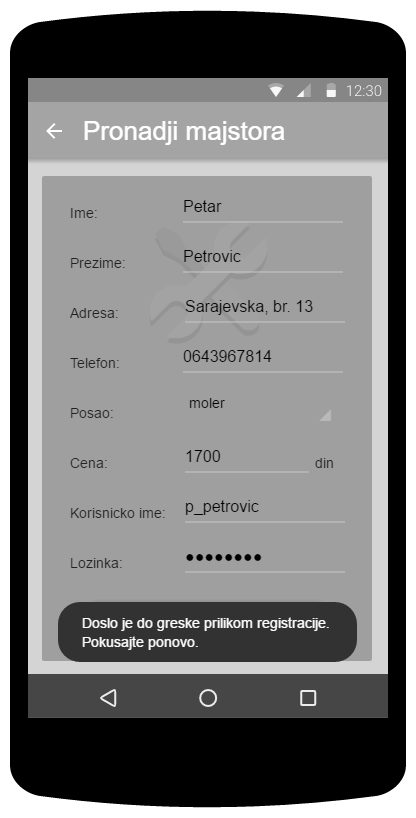 12:30
Pronadji majstora
Ime: Petar
Prezime: Petrovic
Adresa: Sarajevska, br. 13
Telefon: 0643967814
Posao: moler
Cena: 1700 din
Korisnicko ime: p_petrovic
Lozinka: ●●●●●●●●
Doslo je do greske prilikom registracije.
Pokusajte ponovo.